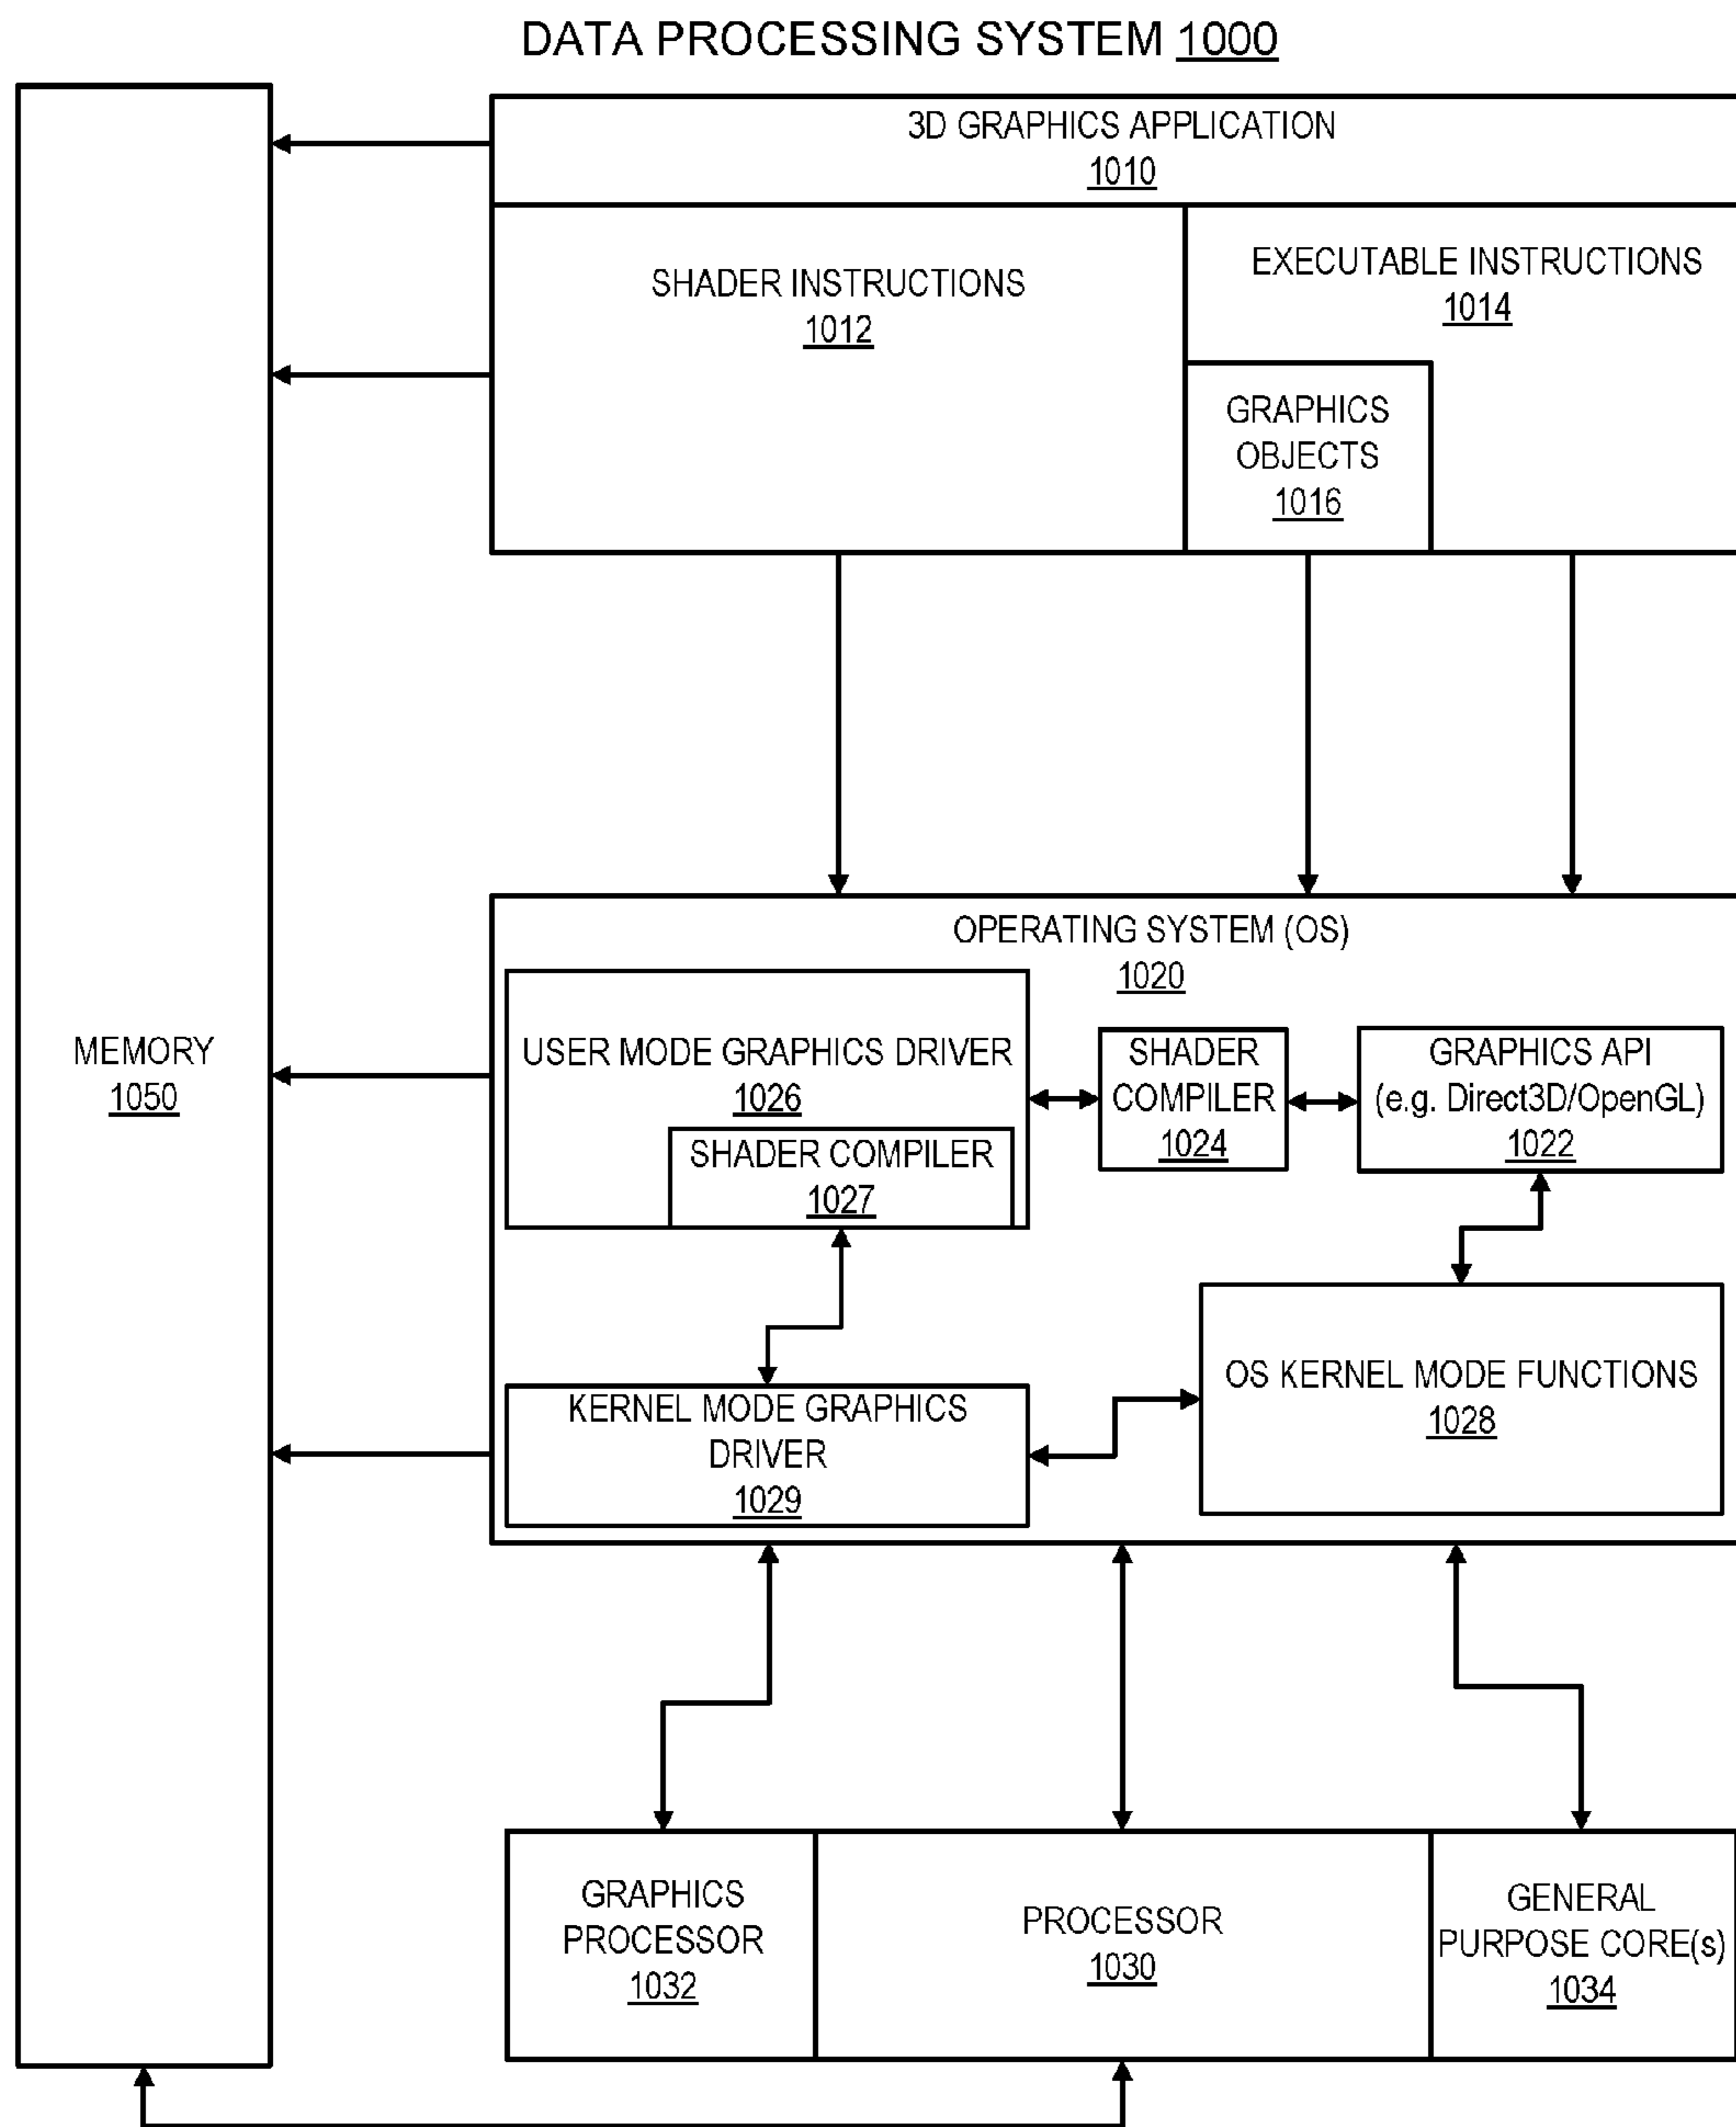 DATA PROCESSING SYSTEM 1000
3D GRAPHICS APPLICATION
1010
SHADER INSTRUCTIONS
1012
EXECUTABLE INSTRUCTIONS
1014
GRAPHICS
OBJECTS
1016
OPERATING SYSTEM (OS)
1020
MEMORY
1050
USER MODE GRAPHICS DRIVER
1026
SHADER COMPILER
1027
SHADER
COMPILER
1024
GRAPHICS API
(e.g. Direct3D/OpenGL)
1022
KERNEL MODE GRAPHICS
DRIVER
1029
OS KERNEL MODE FUNCTIONS
1028
GRAPHICS
PROCESSOR
1032
PROCESSOR
1030
GENERAL
PURPOSE CORE(s)
1034